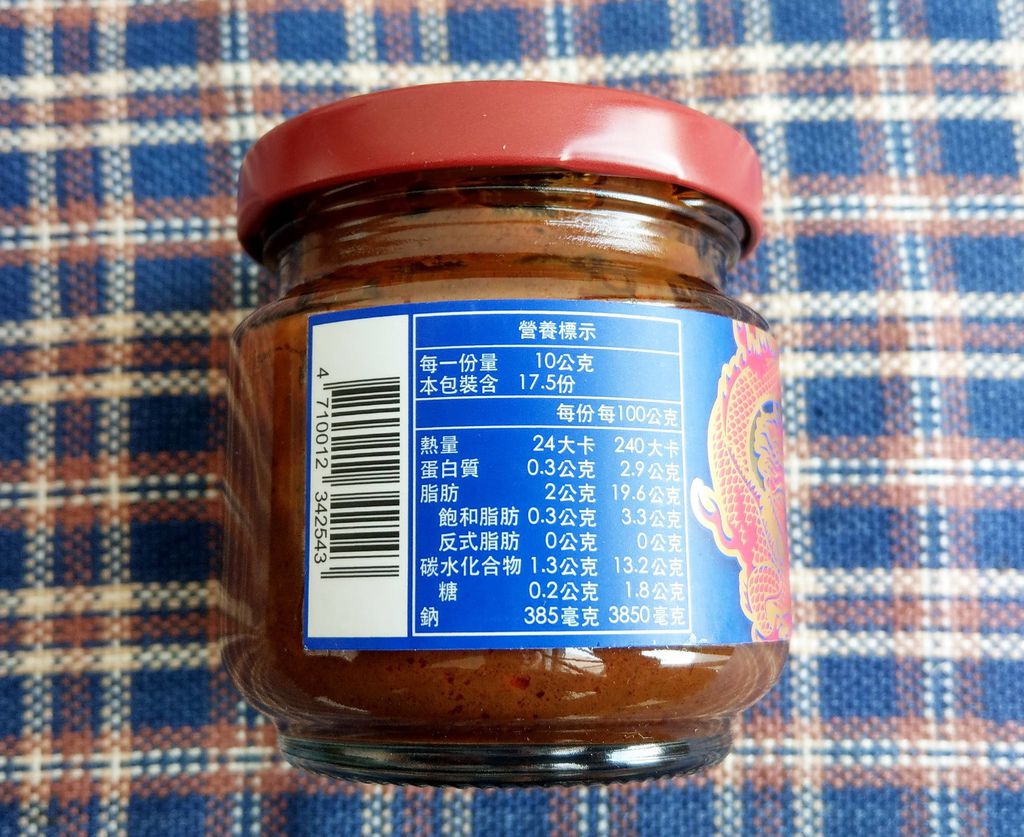 營養標示
每一份量 10公克
本包裝含 17.5份
每份 每100公克
熱量 24大卡 240大卡
蛋白質 0.3公克 2.9公克
脂肪 2公克 19.6公克
飽和脂肪 0.3公克 3.3公克
反式脂肪 0公克 0公克
碳水化合物 1.3公克 13.2公克
糖 0.2公克 1.8公克
鈉 385毫克 3850毫克
4 710012 342543